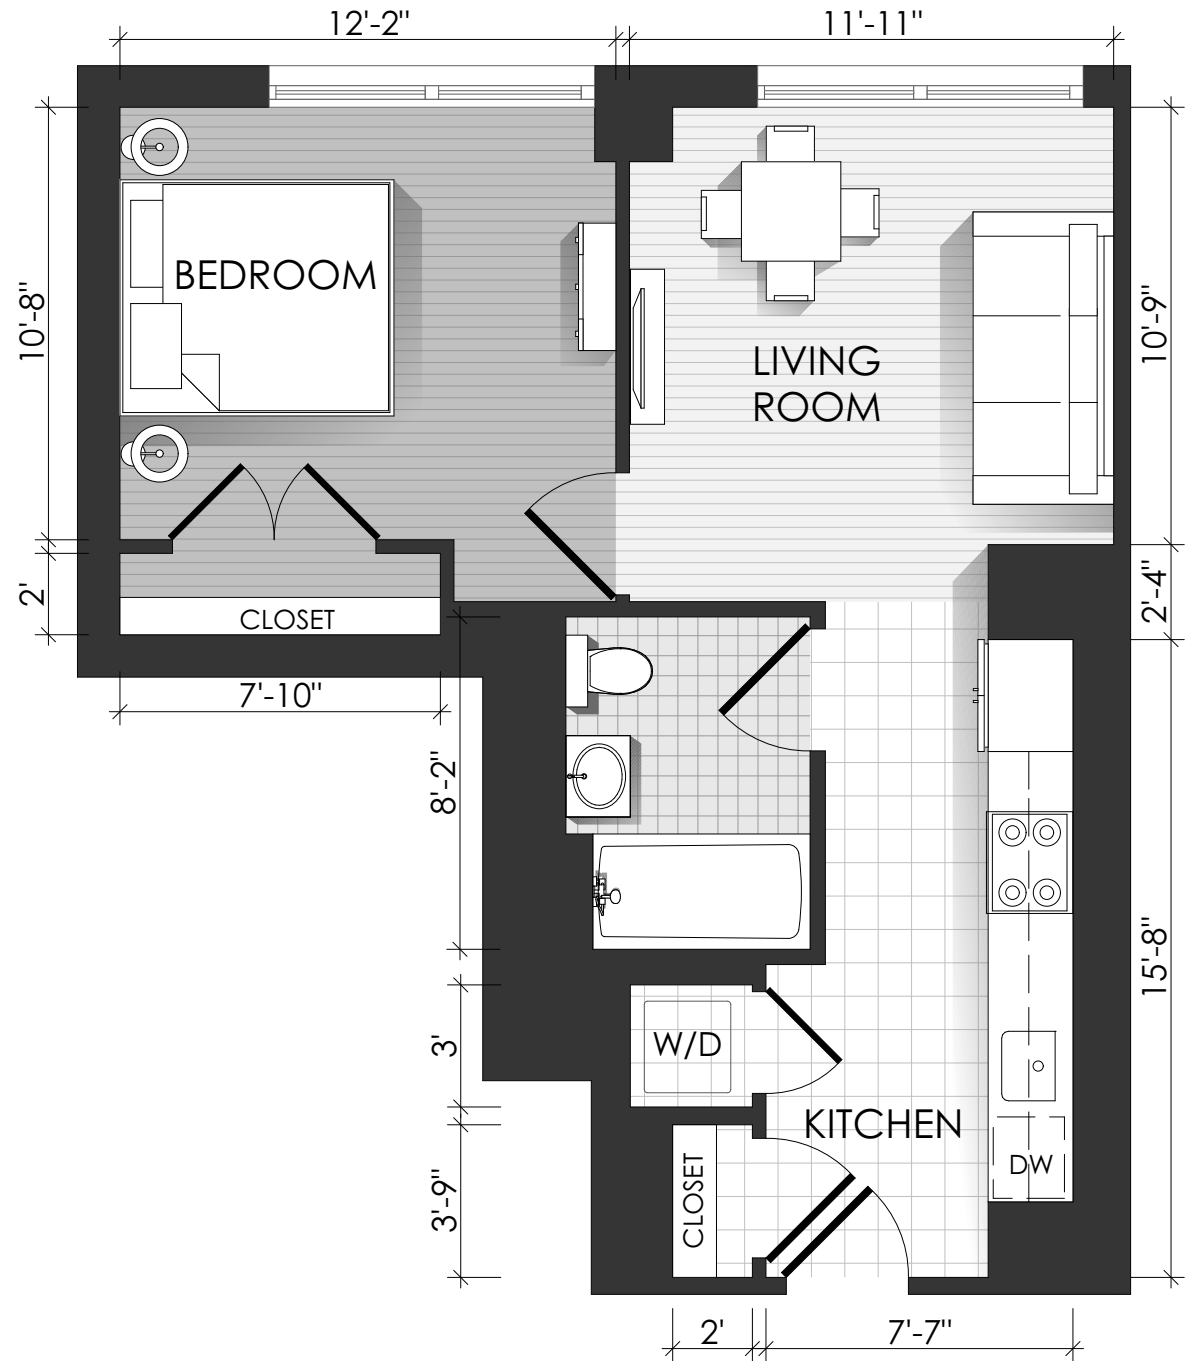 12'-2"
11'-11"
BEDROOM
10'-8"
10'-9"
LIVING
ROOM
2'
CLOSET
2'-4"
7'-10"
8'-2"
15'-8"
3'
W/D
KITCHEN
DW
CLOSET
3'-9"
2'
7'-7"